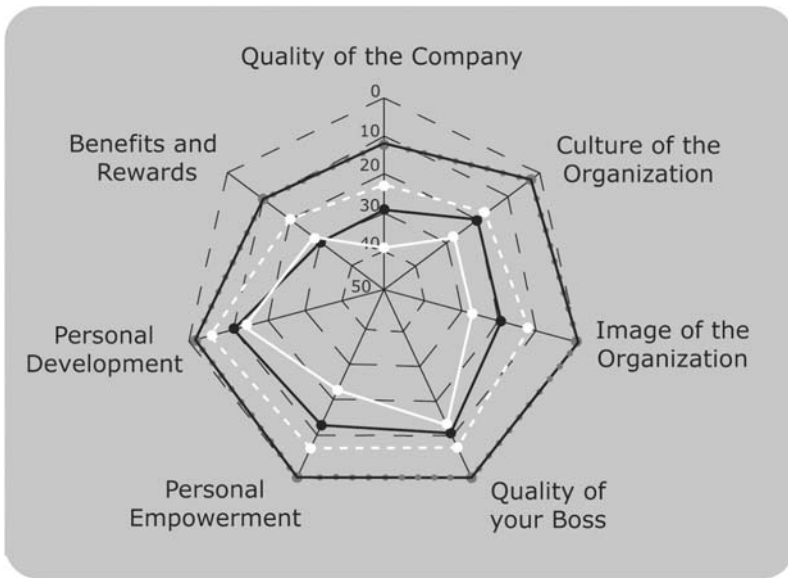 Quality of the Company
0
10
20
30
40
50
Culture of the
Organization
Benefits and
Rewards
Image of the
Organization
Personal
Development
Quality of
your Boss
Personal
Empowerment